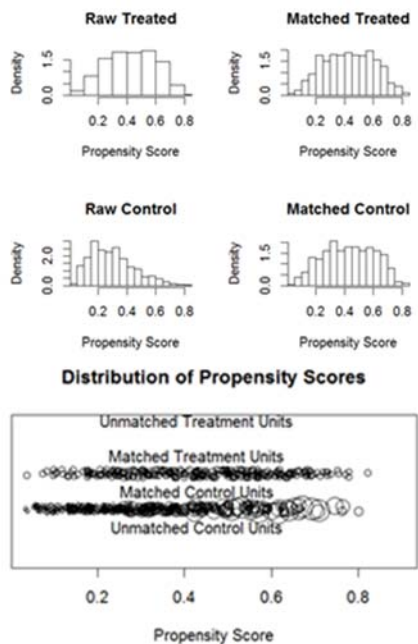 Raw Treated
Density
0.0 1.5
0.2 0.4 0.6 0.8
Propensity Score
Matched Treated
Density
0.0 1.5
0.2 0.4 0.6 0.8
Propensity Score
Raw Control
Density
0.0 2.0
0.2 0.4 0.6 0.8
Propensity Score
Matched Control
Density
0.0 1.5
0.2 0.4 0.6 0.8
Propensity Score
Distribution of Propensity Scores
Unmatched Treatment Units
Matched Treatment Units
Matched Control Units
Unmatched Control Units
0.2 0.4 0.6 0.8
Propensity Score